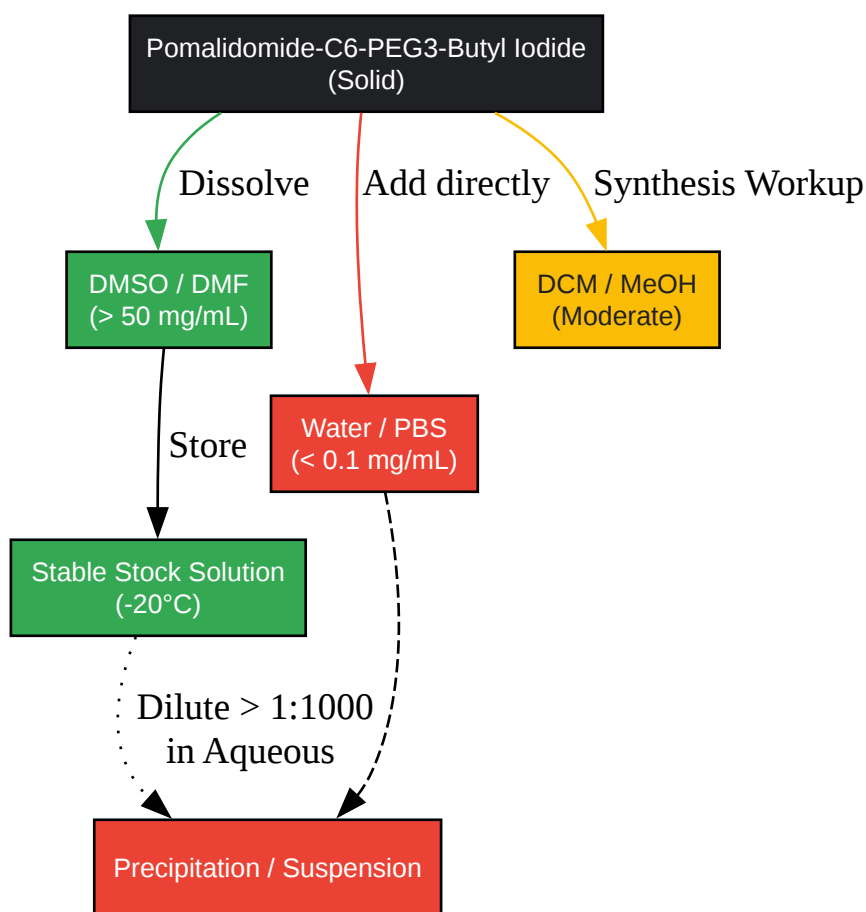 Pomalidomide-C6-PEG3-Butyl Iodide
(Solid)
Dissolve
Add directly
Synthesis Workup
DMSO / DMF
(> 50 mg/mL)
DCM / MeOH
(Moderate)
Water / PBS
(< 0.1 mg/mL)
Store
Stable Stock Solution
(-20°C)
Dilute > 1:1000
in Aqueous
Precipitation / Suspension